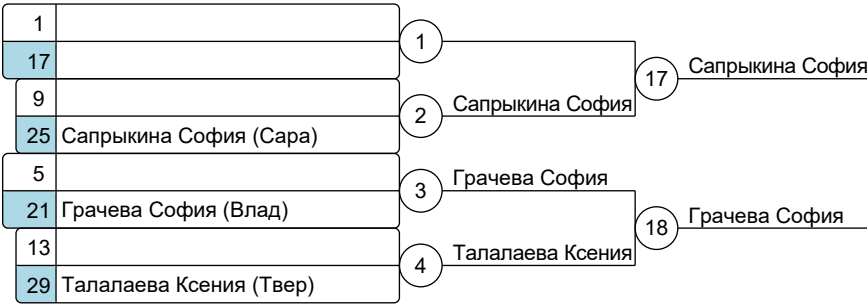 1
17
1
17
Сапрыкина София
9
2
Сапрыкина София
25 Сапрыкина София (Сара)
5
3
Грачева София
21 Грачева София (Влад)
18
Грачева София
13
4
Талалаева Ксения
29 Талалаева Ксения (Твер)